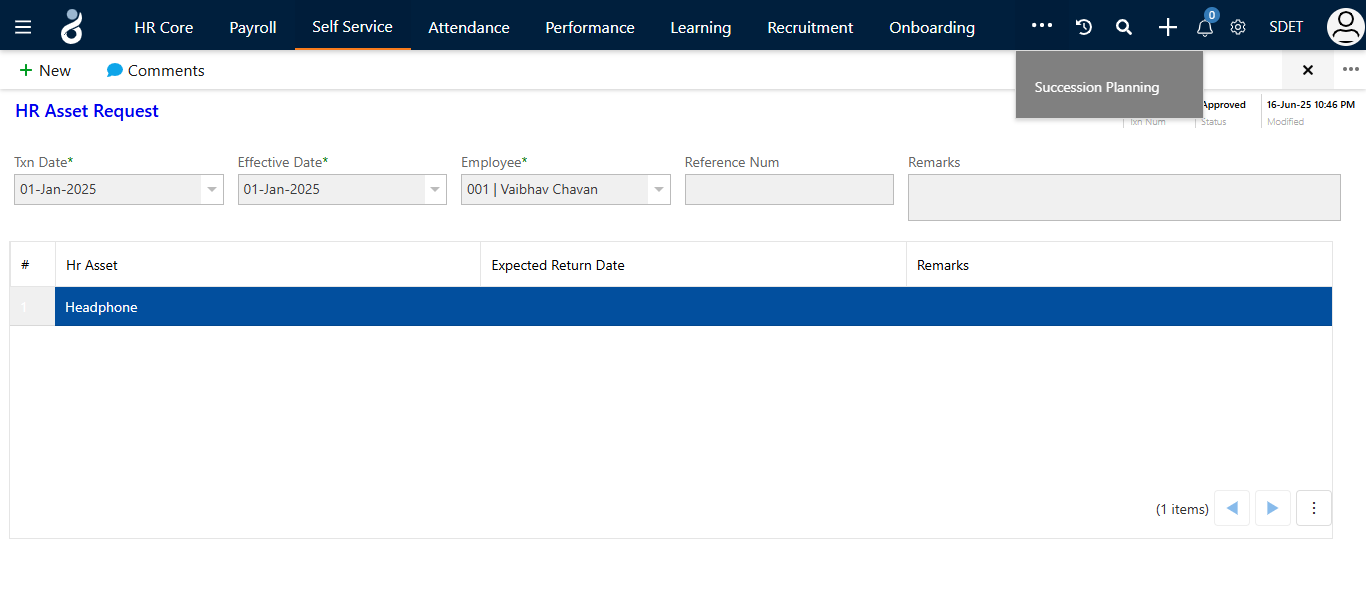 HR Core Payroll Self Service Attendance Performance Learning Recruitment Onboarding ••• 0 SDET
+ New Comments
Succession Planning
HR Asset Request
Approved 16-Jun-25 10:46 PM
Txn Num Status Modified
Txn Date* Effective Date* Employee* Reference Num Remarks
01-Jan-2025 01-Jan-2025 001 | Vaibhav Chavan
# Hr Asset Expected Return Date Remarks
1 Headphone
(1 items)